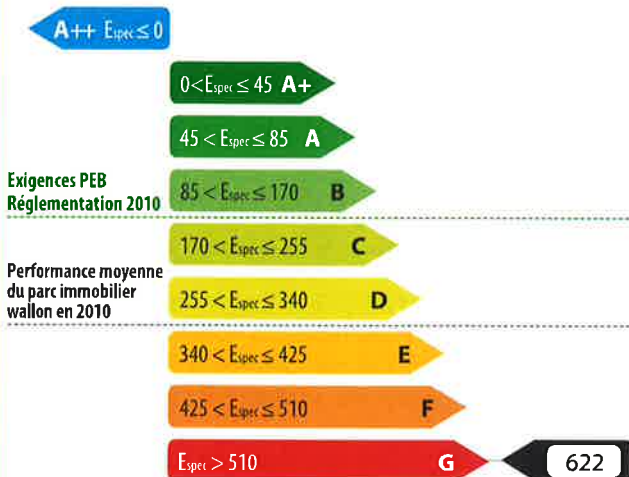 A++ Espec ≤ 0
0<Espec ≤ 45 A+
45 < Espec ≤ 85 A
Exigences PEB
Réglementation 2010
85 < Espec ≤ 170 B
170 < Espec ≤ 255 C
Performance moyenne
du parc immobilier
wallon en 2010
255 < Espec ≤ 340 D
340 < Espec ≤ 425 E
425 < Espec ≤ 510 F
Espec > 510 G 622